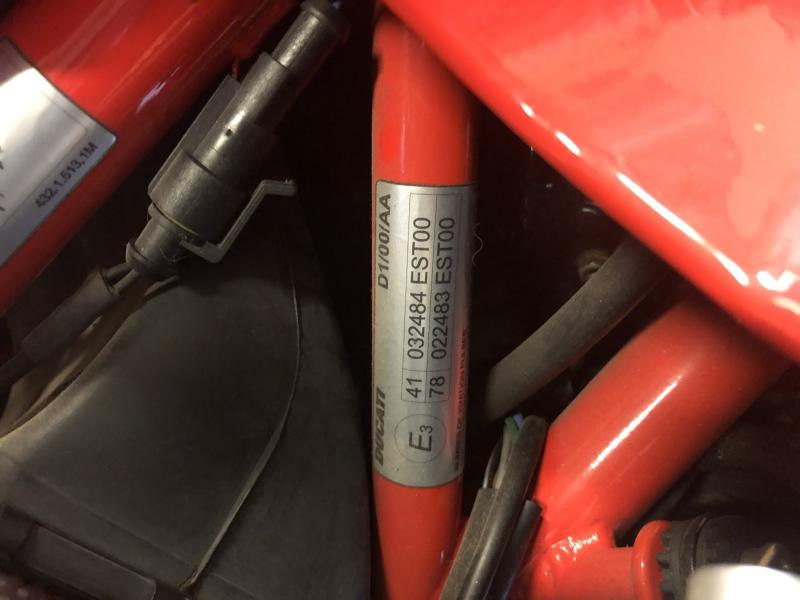 432.1.513.1M
DUCATI D1/00/AA
E3
41 032484 EST00
78 022483 EST00